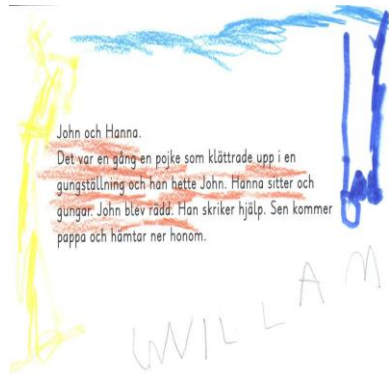 John och Hanna.
Det var en gång en pojke som klättrade upp i en
gungställning och han hette John. Hanna sitter och
gungar. John blev rädd. Han skriker hjälp. Sen kommer
pappa och hämtar ner honom.
WILLAM